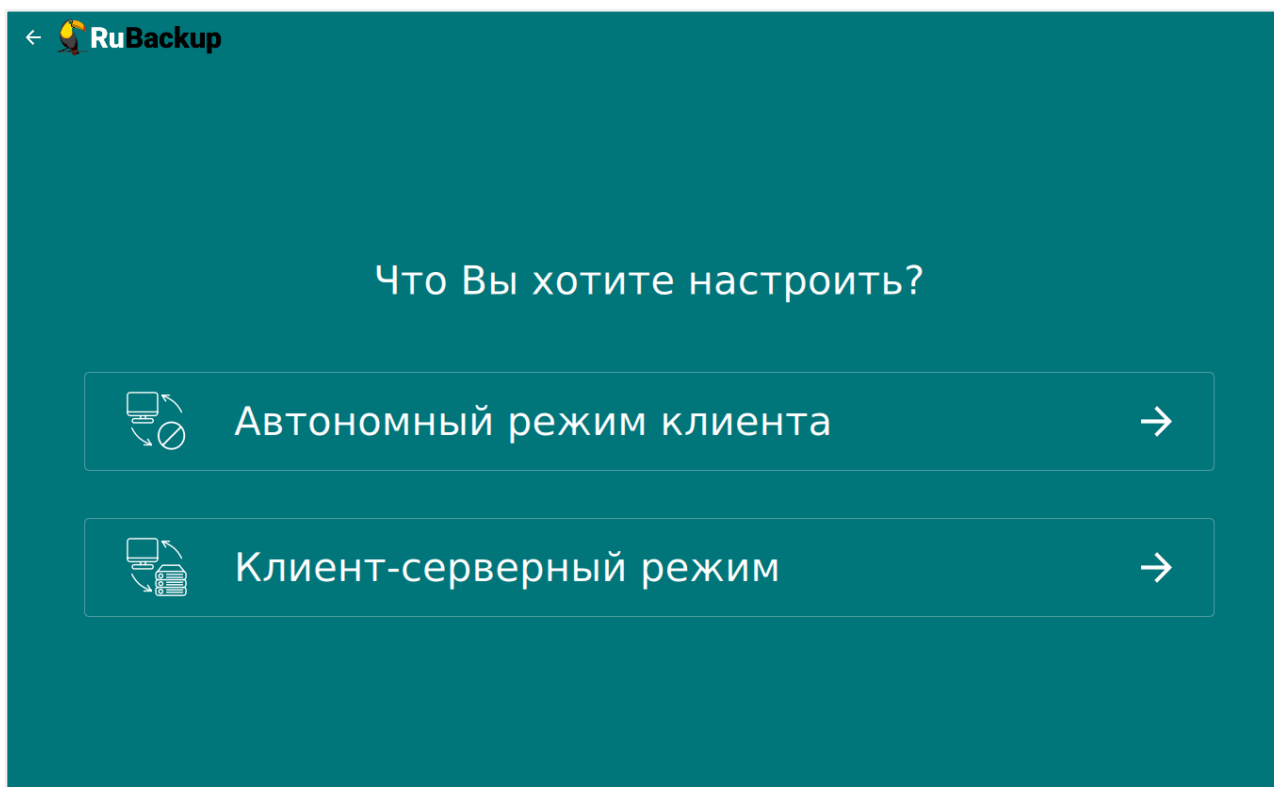 RuBackup
Что Вы хотите настроить?
Автономный режим клиента
Клиент-серверный режим